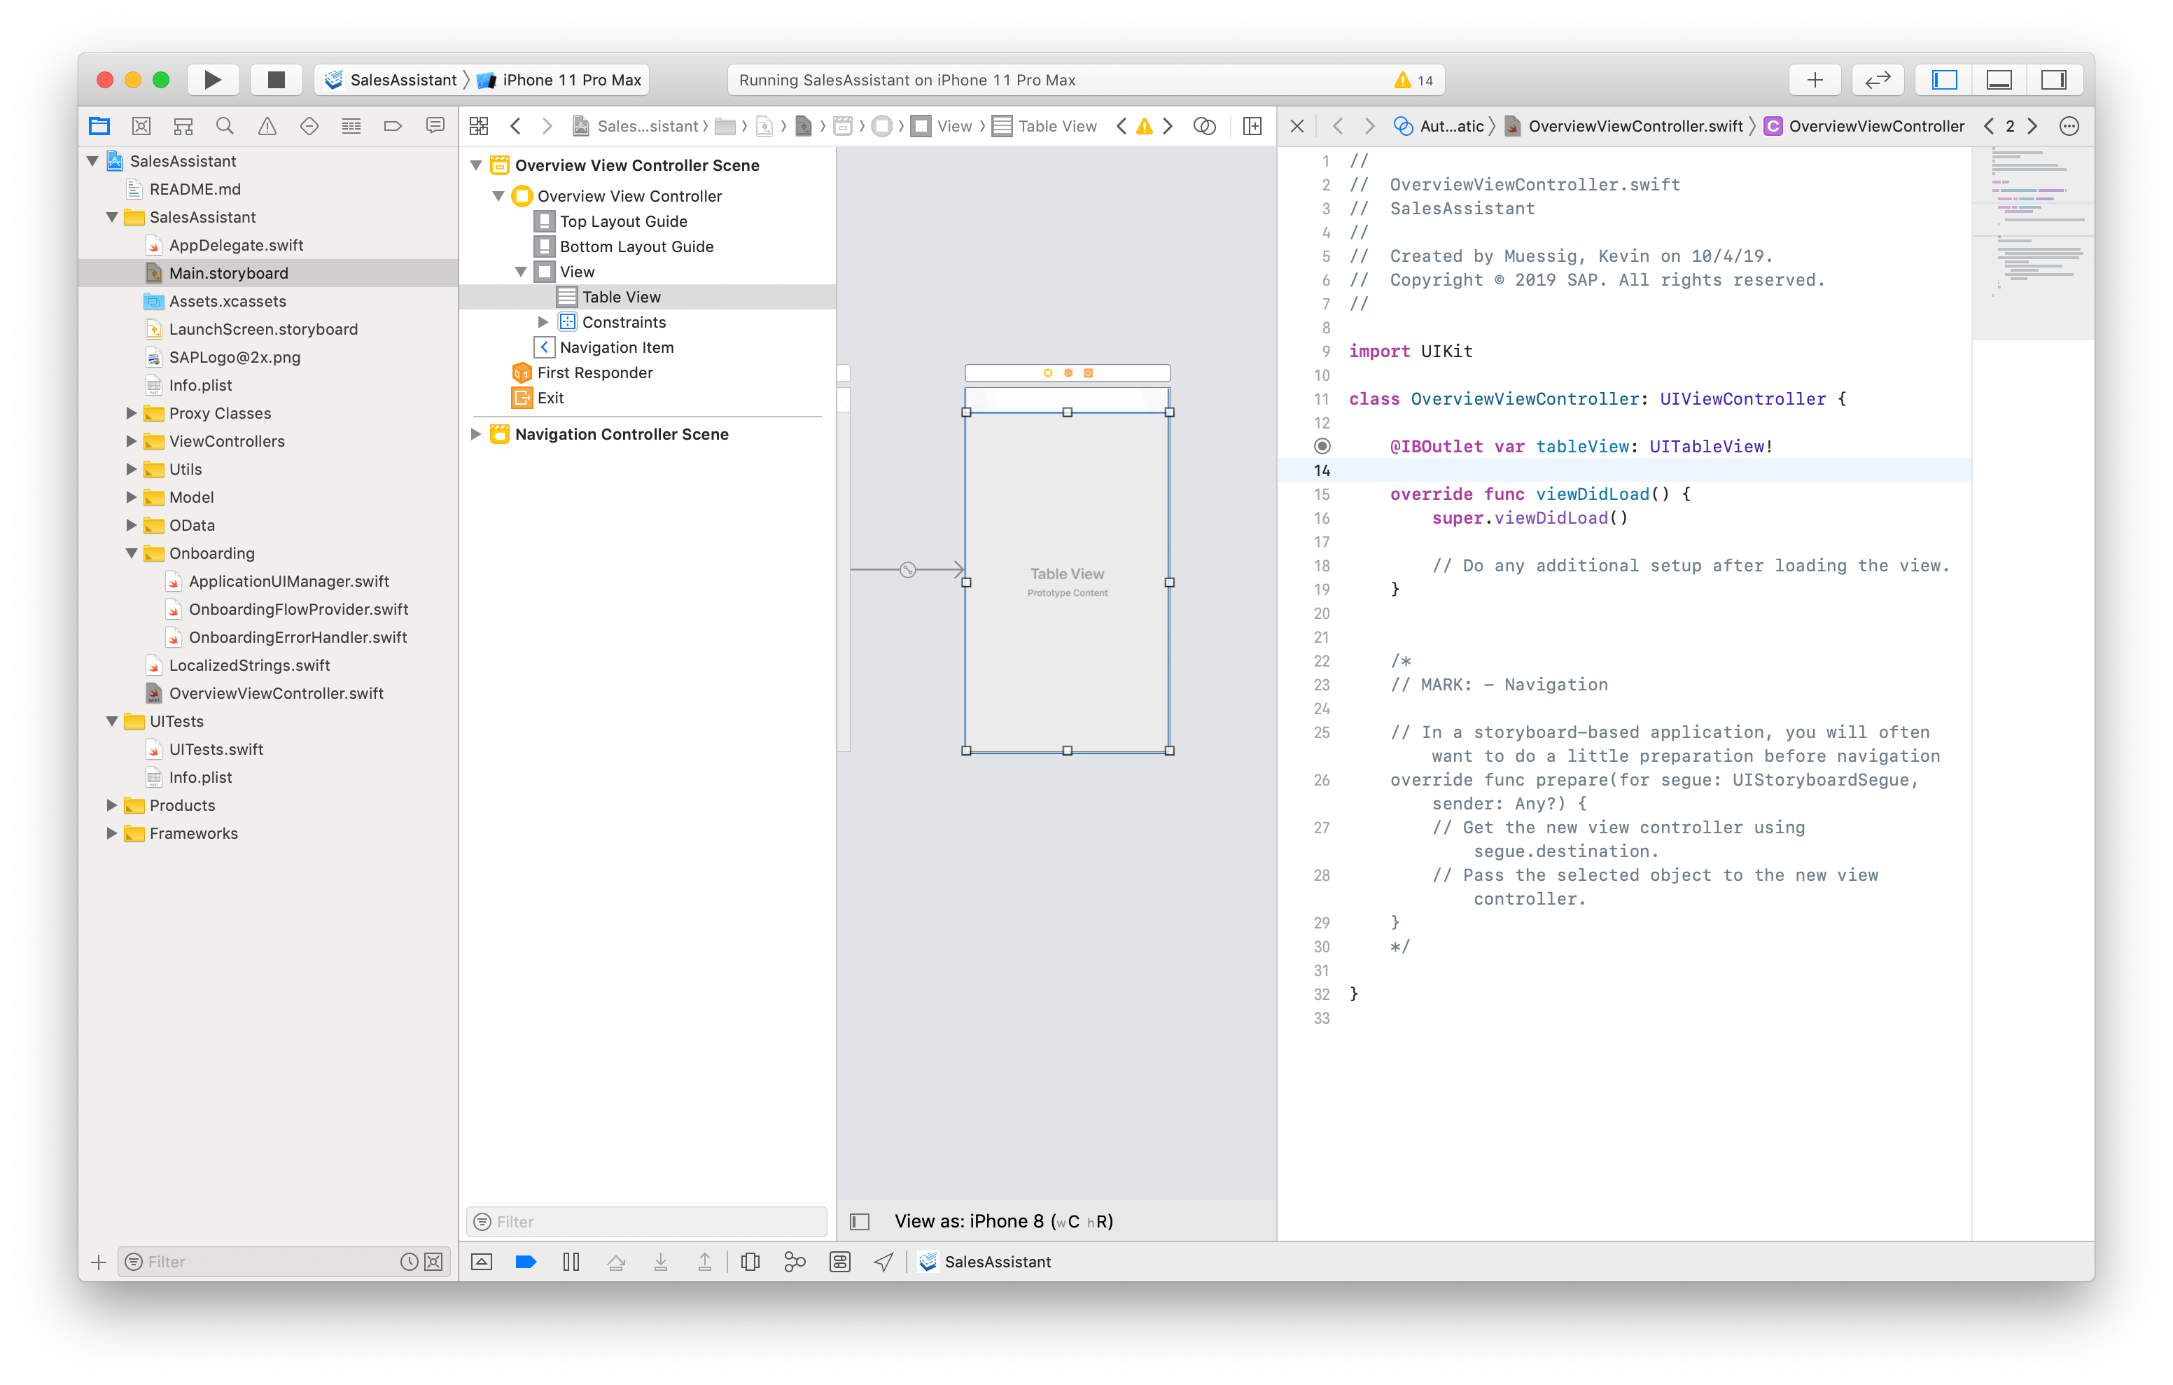 SalesAssistant iPhone 11 Pro Max
Running SalesAssistant on iPhone 11 Pro Max
14
Sales...sistant View Table View
Aut...atic OverviewViewController.swift C OverviewViewController 2
SalesAssistant
README.md
SalesAssistant
AppDelegate.swift
Main.storyboard
Assets.xcassets
LaunchScreen.storyboard
SAPLogo@2x.png
Info.plist
Proxy Classes
ViewControllers
Utils
Model
OData
Onboarding
ApplicationUIManager.swift
OnboardingFlowProvider.swift
OnboardingErrorHandler.swift
LocalizedStrings.swift
OverviewViewController.swift
UITests
UITests.swift
Info.plist
Products
Frameworks
Filter
Overview View Controller Scene
Overview View Controller
Top Layout Guide
Bottom Layout Guide
View
Table View
Constraints
Navigation Item
First Responder
Exit
Navigation Controller Scene
Filter
Table View
Prototype Content
View as: iPhone 8 (wC hR)
SalesAssistant
1 //
2 // OverviewViewController.swift
3 // SalesAssistant
4 //
5 // Created by Muessig, Kevin on 10/4/19.
6 // Copyright © 2019 SAP. All rights reserved.
7 //
8
9 import UIKit
10
11 class OverviewViewController: UIViewController {
12
@IBOutlet var tableView: UITableView!
14
15 override func viewDidLoad() {
16 super.viewDidLoad()
17
18 // Do any additional setup after loading the view.
19 }
20
21
22 /*
23 // MARK: - Navigation
24
25 // In a storyboard-based application, you will often
want to do a little preparation before navigation
26 override func prepare(for segue: UIStoryboardSegue,
sender: Any?) {
27 // Get the new view controller using
segue.destination.
28 // Pass the selected object to the new view
controller.
29 }
30 */
31
32 }
33